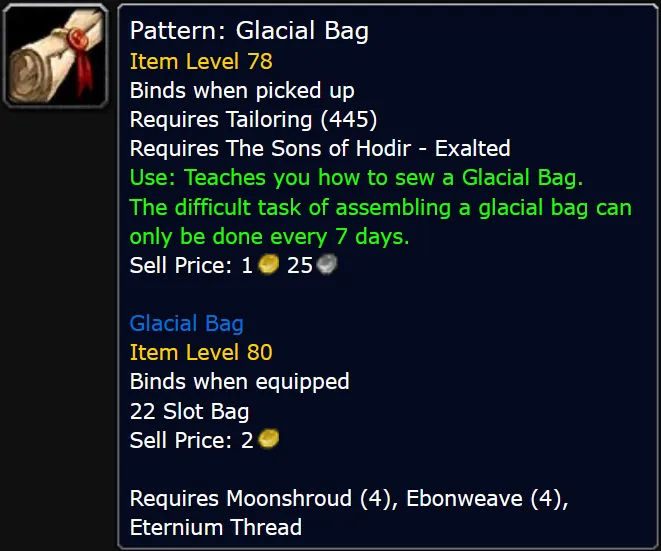 Pattern: Glacial Bag
Item Level 78
Binds when picked up
Requires Tailoring (445)
Requires The Sons of Hodir - Exalted
Use: Teaches you how to sew a Glacial Bag.
The difficult task of assembling a glacial bag can
only be done every 7 days.
Sell Price: 1 25
Glacial Bag
Item Level 80
Binds when equipped
22 Slot Bag
Sell Price: 2
Requires Moonshroud (4), Ebonweave (4),
Eternium Thread